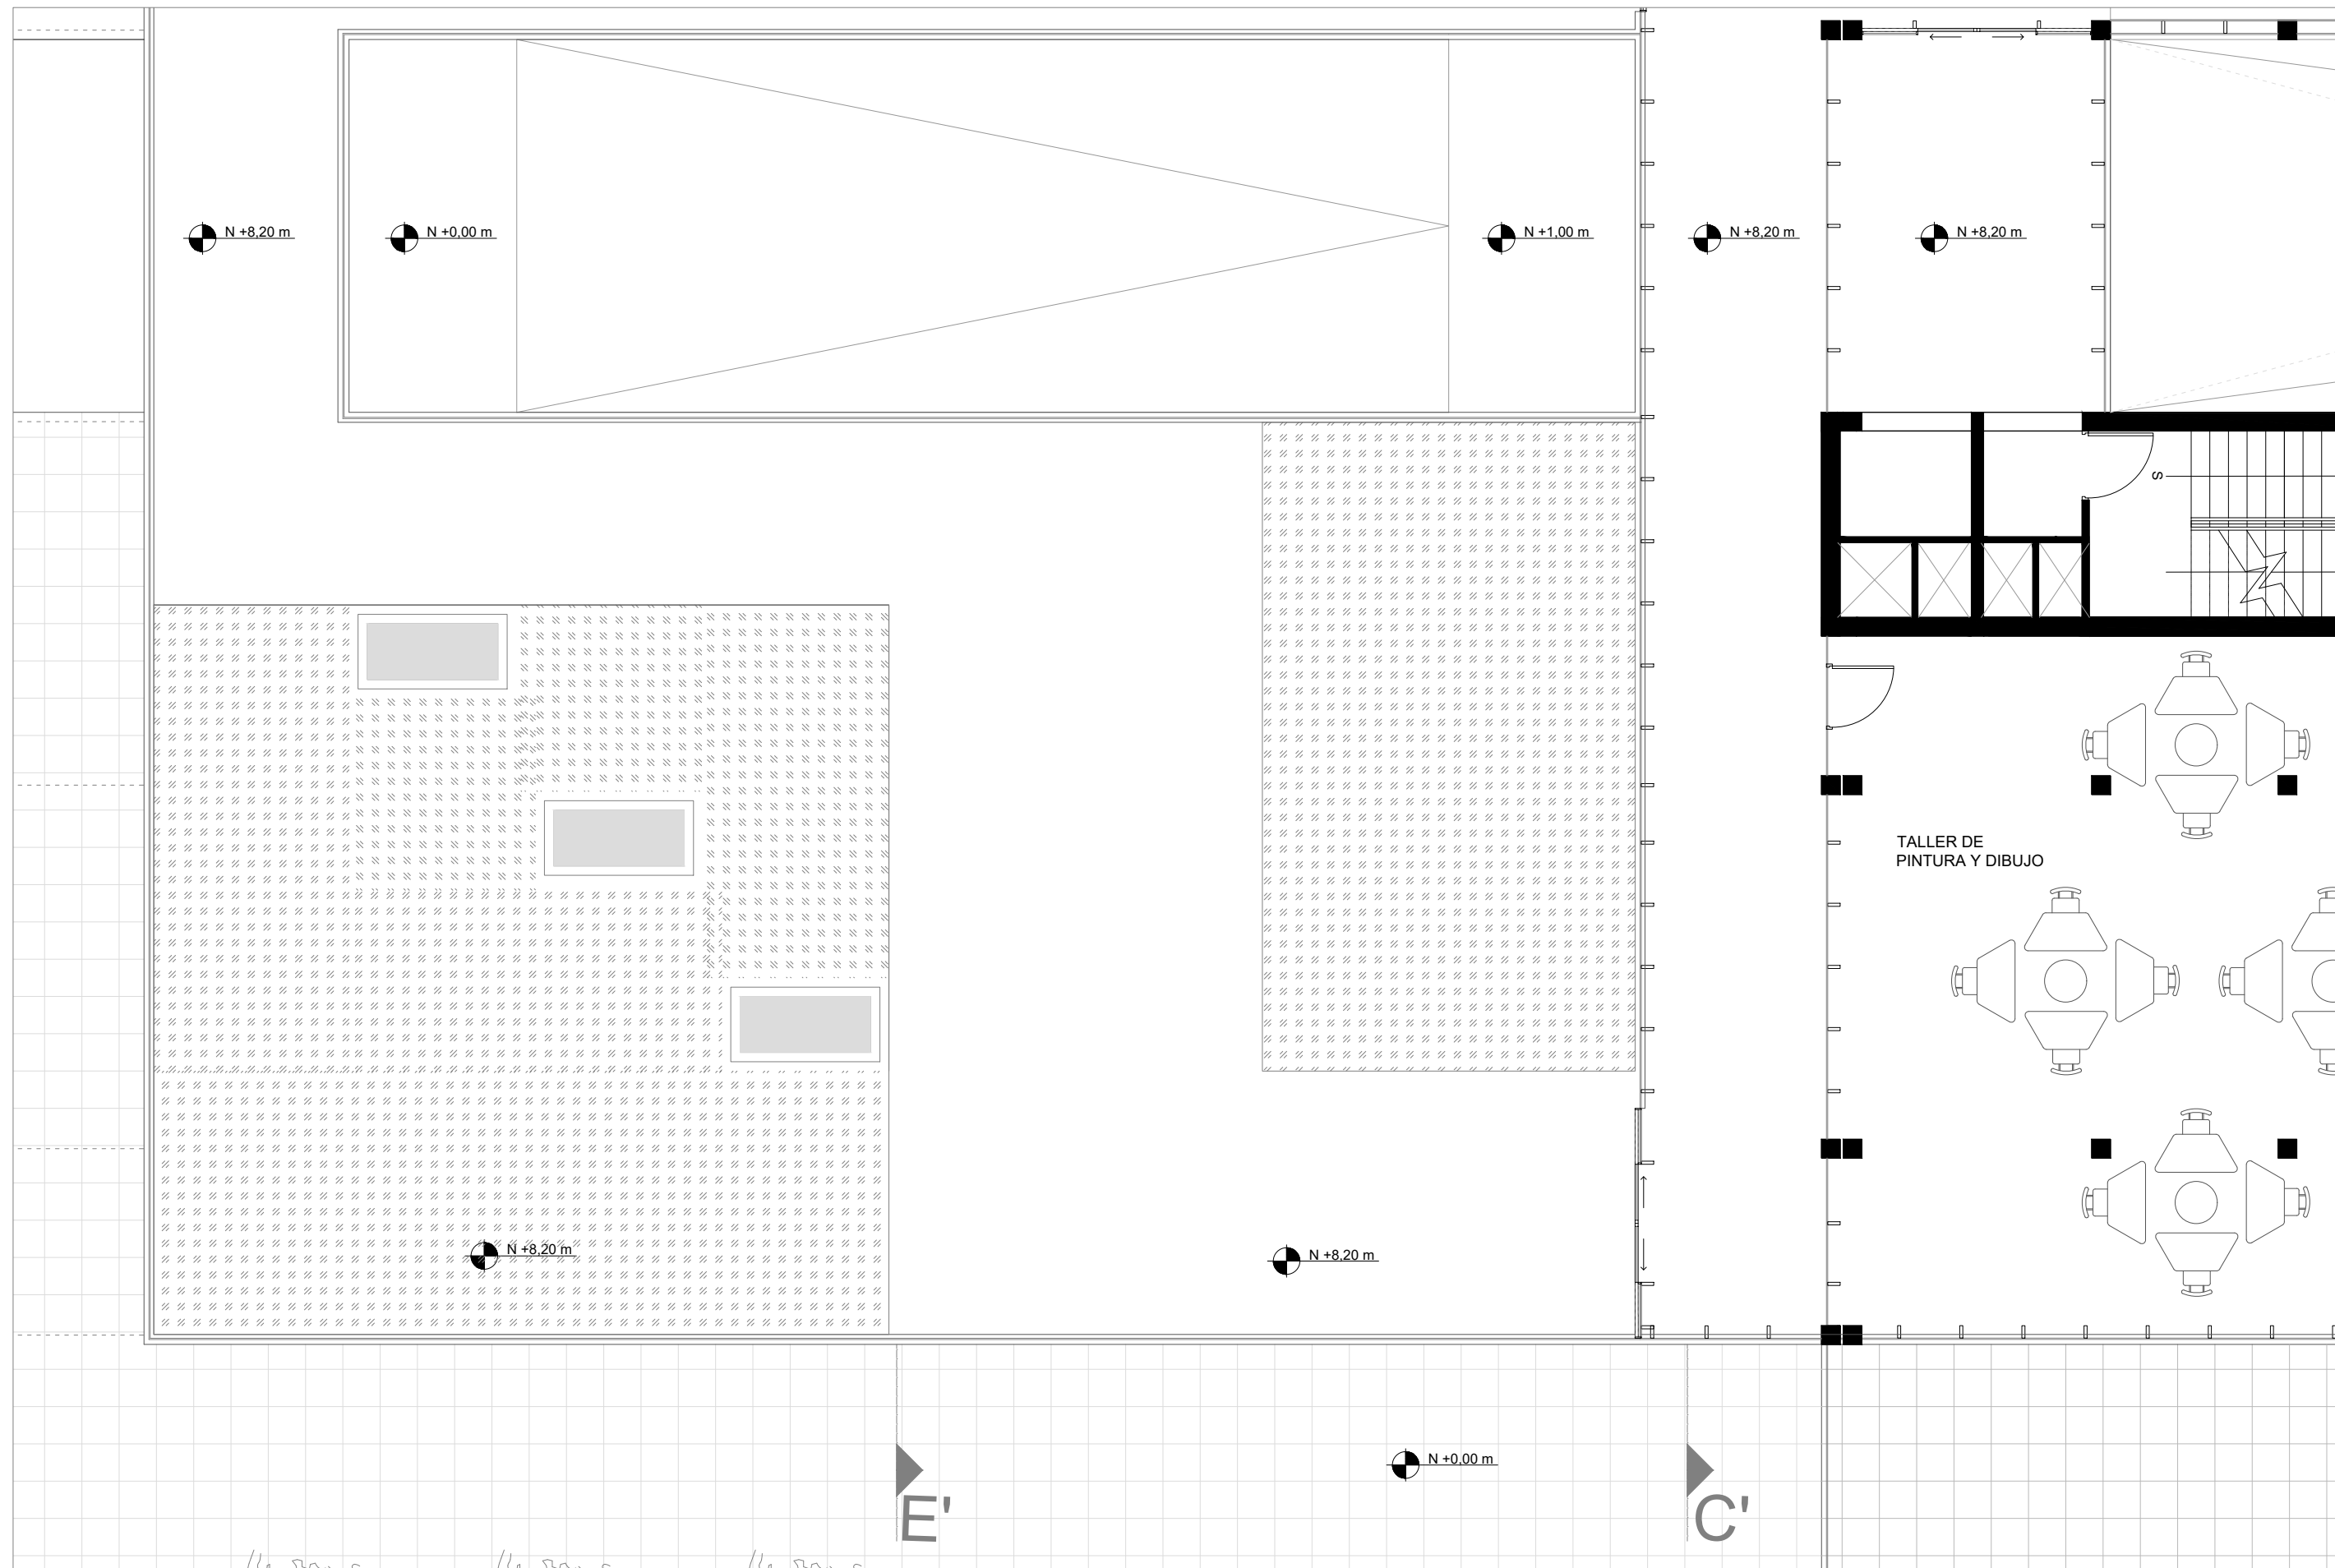 N +8,20 m
N +0,00 m
N +1,00 m
N +8,20 m
N +8,20 m
S
TALLER DE
PINTURA Y DIBUJO
N +8,20 m
N +8,20 m
N +0,00 m
E'
C'